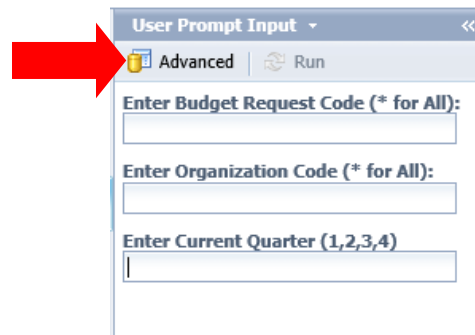 User Prompt Input
Advanced Run
Enter Budget Request Code (* for All):
Enter Organization Code (* for All):
Enter Current Quarter (1,2,3,4)